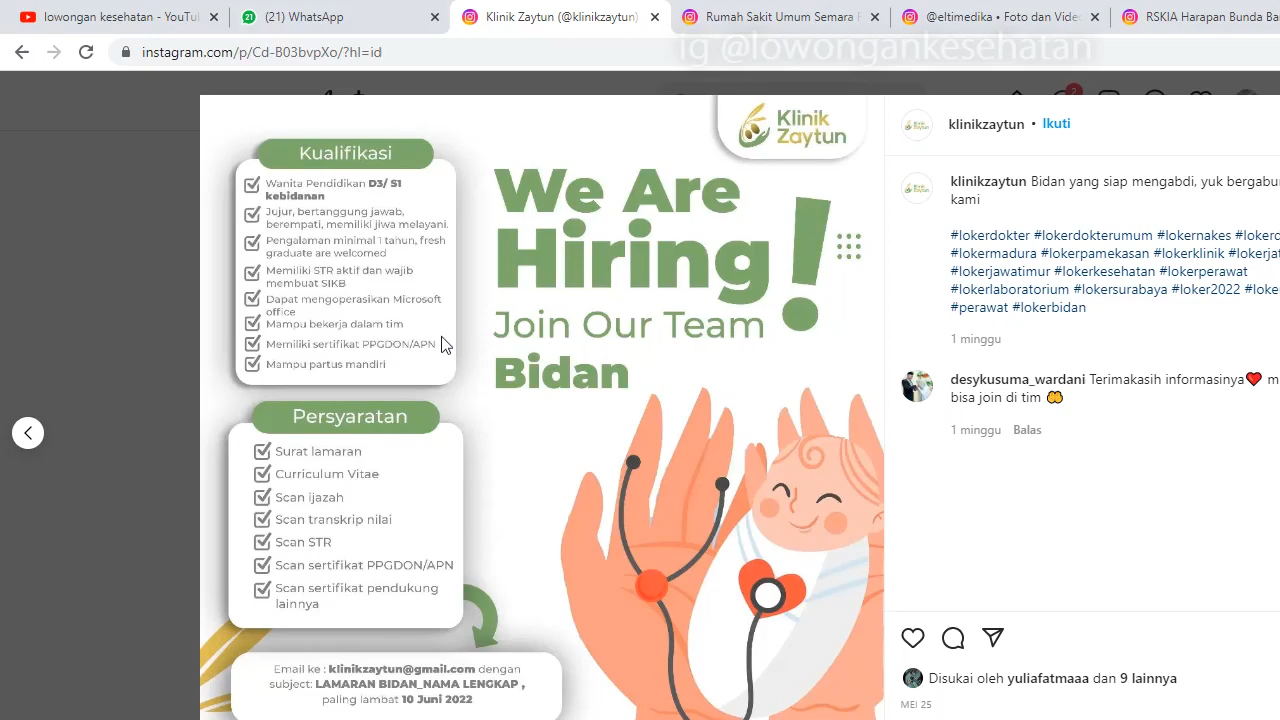 lowongan kesehatan - YouTu
(21) WhatsApp
Klinik Zaytun (@klinikzaytun)
Rumah Sakit Umum Semara
@eltimedika • Foto dan Video
RSKIA Harapan Bunda Ba
instagram.com/p/Cd-B03bvpXo/?hl=id
ig @lowongankesehatan
2
Klinik
Zaytun
Kualifikasi
Wanita Pendidikan D3/ S1
kebidanan
Jujur, bertanggung jawab,
berempati, memiliki jiwa melayani.
Pengalaman minimal 1 tahun, fresh
graduate are welcomed
Memiliki STR aktif dan wajib
membuat SIKB
Dapat mengoperasikan Microsoft
office
Mampu bekerja dalam tim
Memiliki sertifikat PPGDON/APN
Mampu partus mandiri
We Are
Hiring!
Join Our Team
Bidan
Persyaratan
Surat lamaran
Curriculum Vitae
Scan ijazah
Scan transkrip nilai
Scan STR
Scan sertifikat PPGDON/APN
Scan sertifikat pendukung
lainnya
Email ke : klinikzaytun@gmail.com dengan
subject: LAMARAN BIDAN_NAMA LENGKAP ,
paling lambat 10 Juni 2022
klinikzaytun • Ikuti
klinikzaytun Bidan yang siap mengabdi, yuk bergabun
kami
#lokerdokter #lokerdokterumum #lokernakes #lokerd
#lokermadura #lokerpamekasan #lokerklinik #lokerjat
#lokerjawatimur #lokerkesehatan #lokerperawat
#lokerlaboratorium #lokersurabaya #loker2022 #loke
#perawat #lokerbidan
1 minggu
desykusuma_wardani Terimakasih informasinya❤️ m
bisa join di tim
1 minggu Balas
Disukai oleh yuliafatmaaa dan 9 lainnya
MEI 25